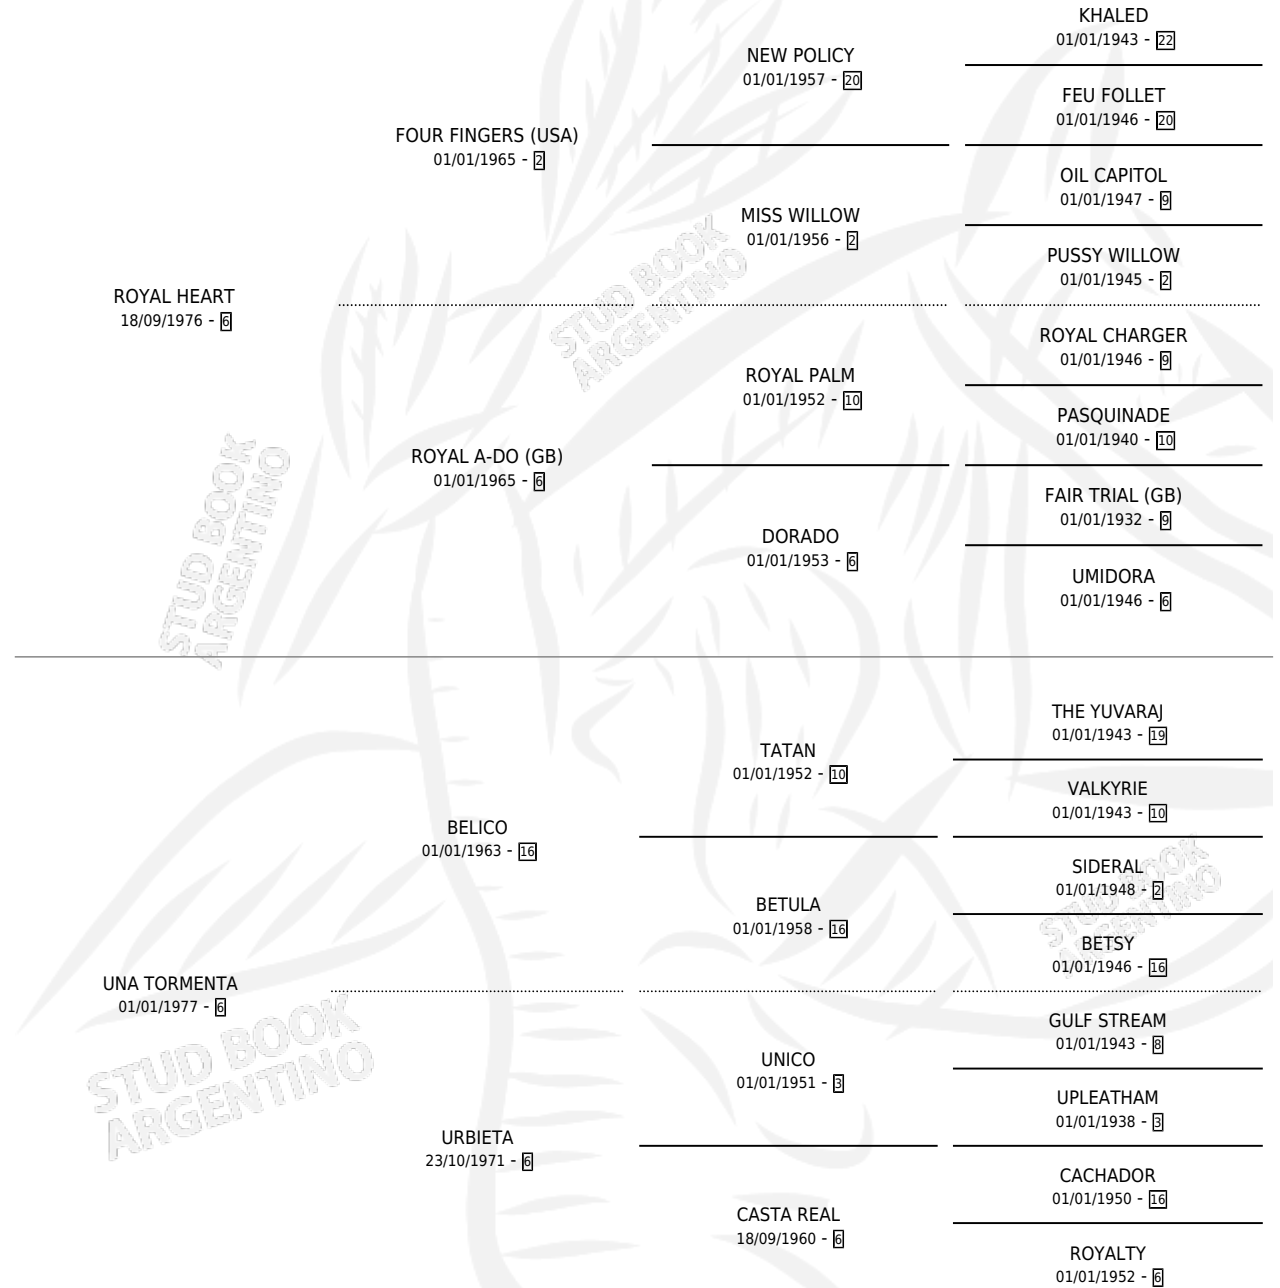 KHALED
01/01/1943 - 22
NEW POLICY
01/01/1957 - 20
FEU FOLLET
01/01/1946 - 20
FOUR FINGERS (USA)
01/01/1965 - 2
OIL CAPITOL
01/01/1947 - 9
MISS WILLOW
01/01/1956 - 2
PUSSY WILLOW
01/01/1945 - 2
STUD BOOK
ARGENTINO
ROYAL HEART
18/09/1976 - 6
ROYAL CHARGER
01/01/1946 - 9
ROYAL PALM
01/01/1952 - 10
PASQUINADE
01/01/1940 - 10
ROYAL A-DO (GB)
01/01/1965 - 6
FAIR TRIAL (GB)
01/01/1932 - 9
DORADO
01/01/1953 - 6
UMIDORA
01/01/1946 - 6
STUD BOOK
ARGENTINO
THE YUVARAJ
01/01/1943 - 19
TATAN
01/01/1952 - 10
VALKYRIE
01/01/1943 - 10
BELICO
01/01/1963 - 16
SIDERAL
01/01/1948 - 2
BETULA
01/01/1958 - 16
BETSY
01/01/1946 - 16
STUD BOOK
ARGENTINO
UNA TORMENTA
01/01/1977 - 6
GULF STREAM
01/01/1943 - 8
UNICO
01/01/1951 - 3
UPLEATHAM
01/01/1938 - 3
STUD BOOK
ARGENTINO
URBIETA
23/10/1971 - 6
CACHADOR
01/01/1950 - 16
CASTA REAL
18/09/1960 - 6
ROYALTY
01/01/1952 - 6